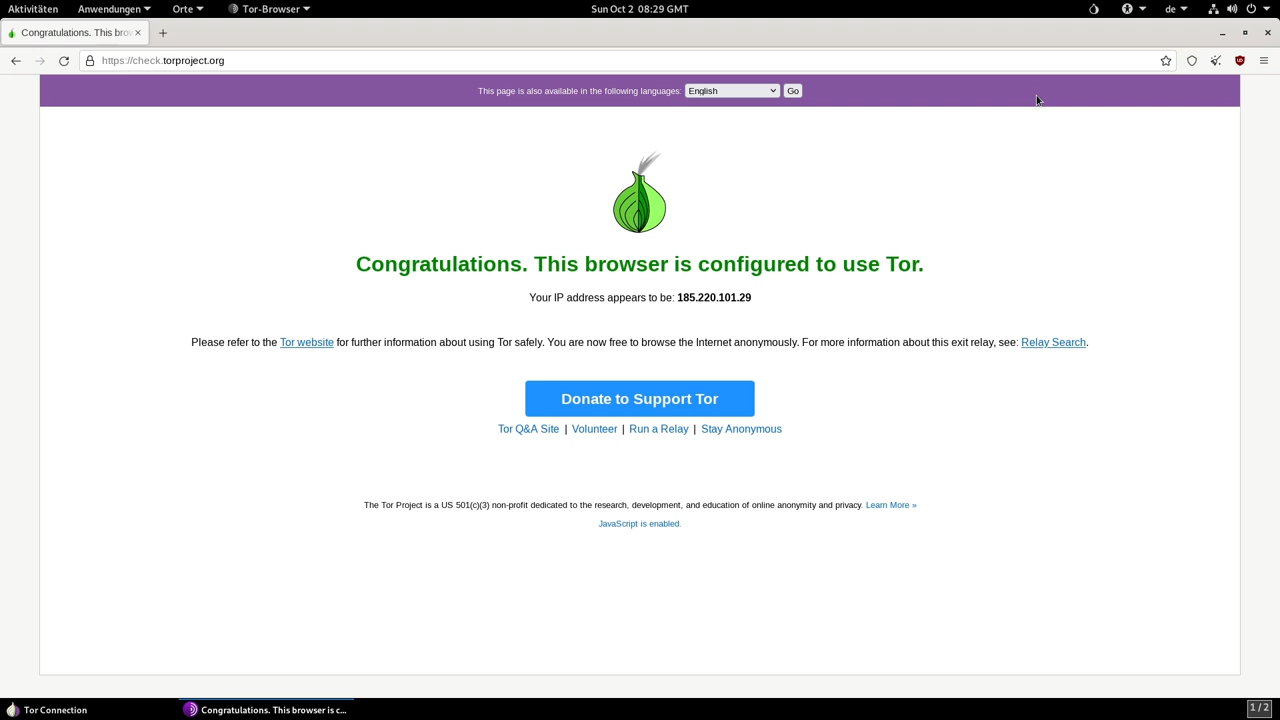 Aktivitäten Anwendungen Orte Tor-Browser Sun Oct 2 08:29 GMT de
Congratulations. This brow
https://check.torproject.org
This page is also available in the following languages: English Go
Congratulations. This browser is configured to use Tor.
Your IP address appears to be: 185.220.101.29
Please refer to the Tor website for further information about using Tor safely. You are now free to browse the Internet anonymously. For more information about this exit relay, see: Relay Search.
Donate to Support Tor
Tor Q&A Site | Volunteer | Run a Relay | Stay Anonymous
The Tor Project is a US 501(c)(3) non-profit dedicated to the research, development, and education of online anonymity and privacy. Learn More »
JavaScript is enabled.
Tor Connection Congratulations. This browser is c... 1 / 2